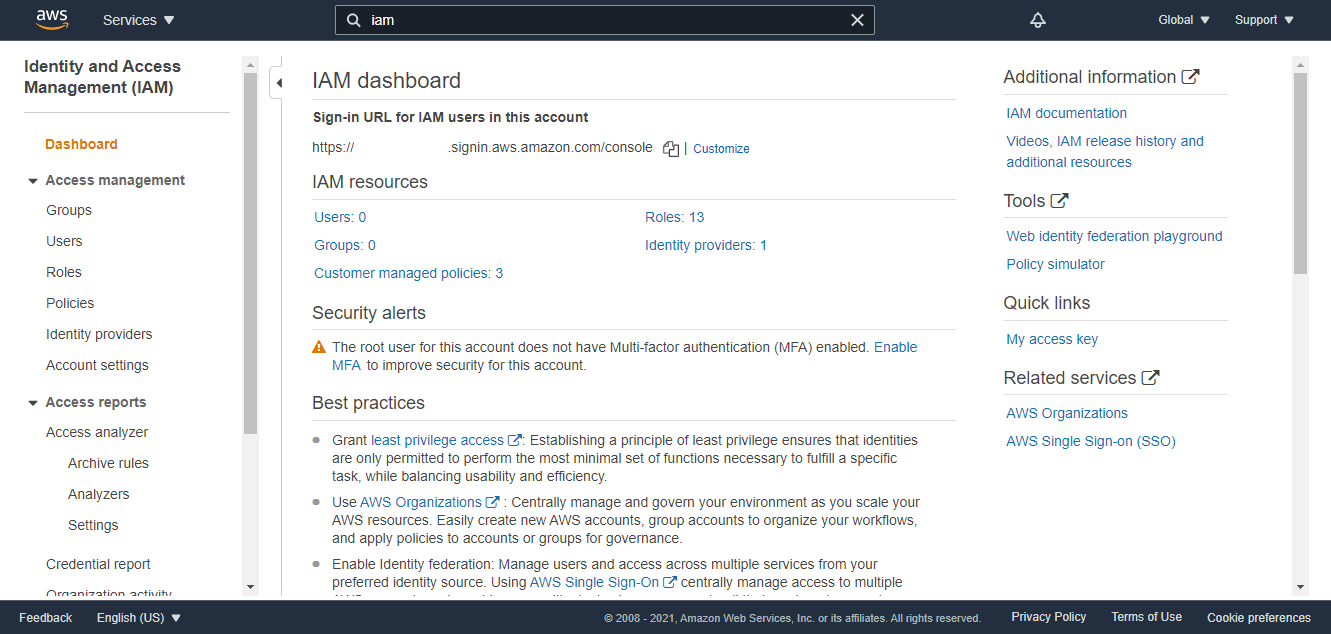 aws Services iam Global Support
Identity and Access
Management (IAM)
Dashboard
Access management
Groups
Users
Roles
Policies
Identity providers
Account settings
Access reports
Access analyzer
Archive rules
Analyzers
Settings
Credential report
Organization activity
IAM dashboard
Sign-in URL for IAM users in this account
https:// .signin.aws.amazon.com/console | Customize
IAM resources
Users: 0 Roles: 13
Groups: 0 Identity providers: 1
Customer managed policies: 3
Security alerts
The root user for this account does not have Multi-factor authentication (MFA) enabled. Enable
MFA to improve security for this account.
Best practices
Grant least privilege access : Establishing a principle of least privilege ensures that identities
are only permitted to perform the most minimal set of functions necessary to fulfill a specific
task, while balancing usability and efficiency.
Use AWS Organizations : Centrally manage and govern your environment as you scale your
AWS resources. Easily create new AWS accounts, group accounts to organize your workflows,
and apply policies to accounts or groups for governance.
Enable Identity federation: Manage users and access across multiple services from your
preferred identity source. Using AWS Single Sign-On centrally manage access to multiple
Additional information
IAM documentation
Videos, IAM release history and
additional resources
Tools
Web identity federation playground
Policy simulator
Quick links
My access key
Related services
AWS Organizations
AWS Single Sign-on (SSO)
Feedback English (US) © 2008 - 2021, Amazon Web Services, Inc. or its affiliates. All rights reserved. Privacy Policy Terms of Use Cookie preferences